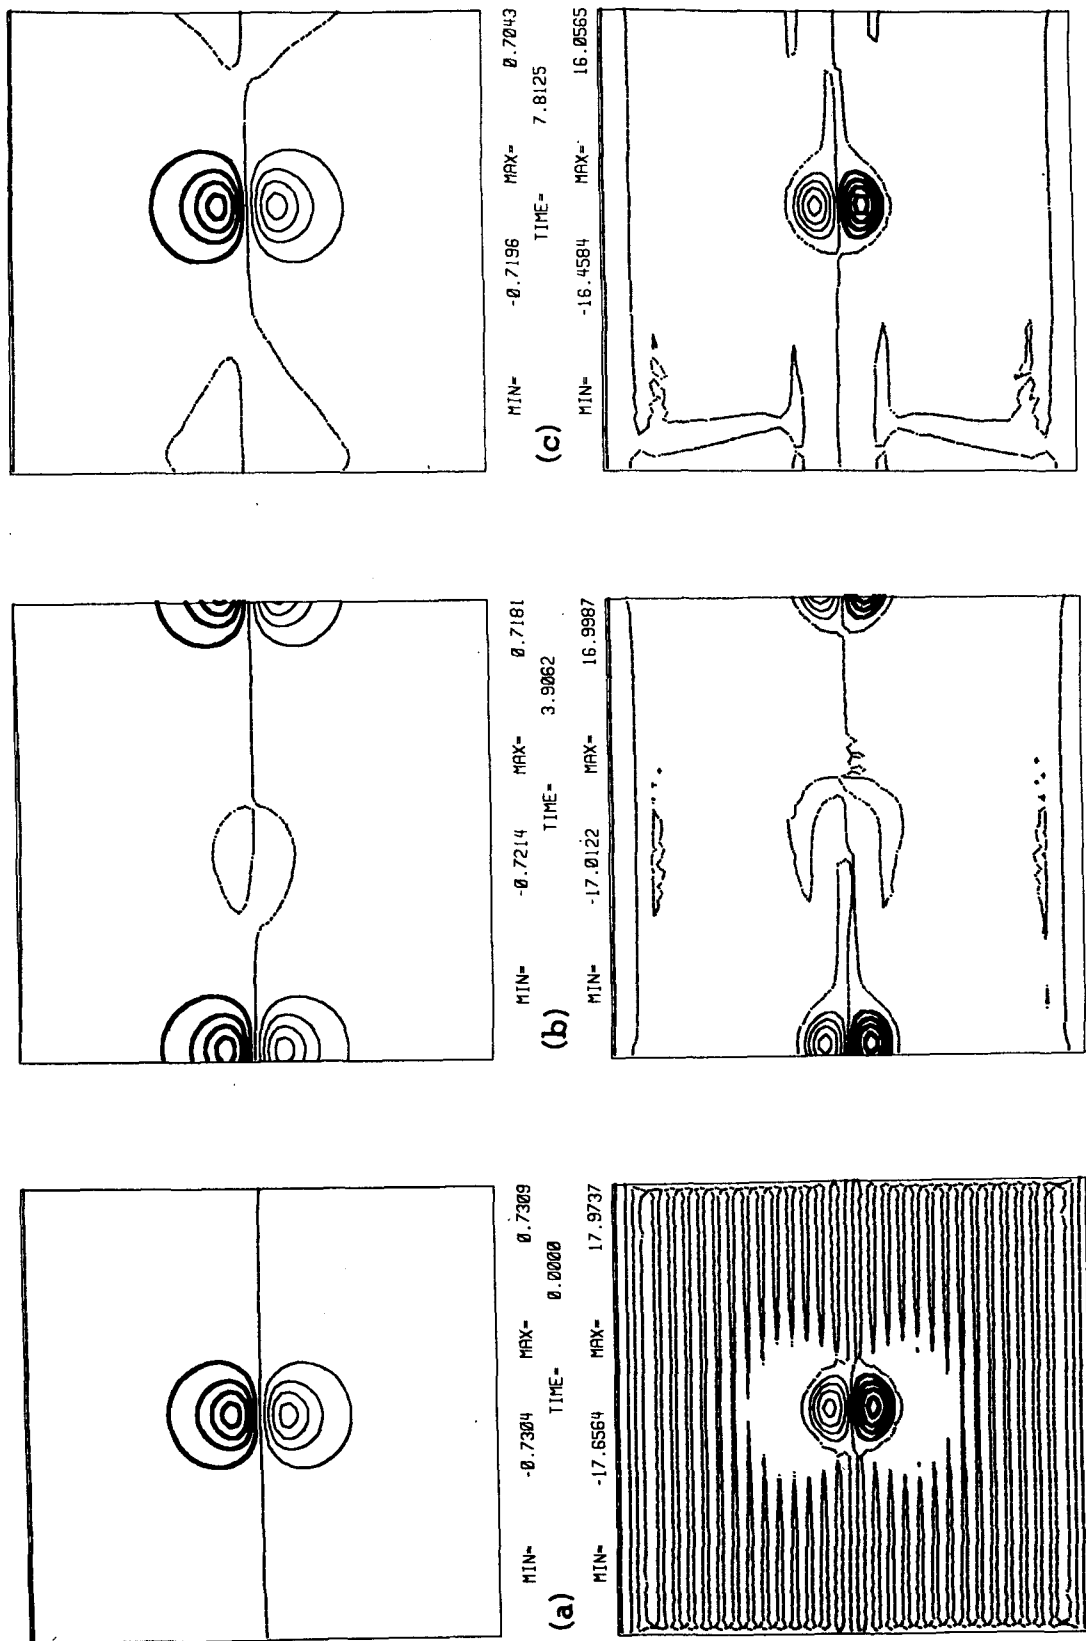 MIN= -0.7196 MAX= 0.7043
TIME= 7.8125
(c)
MIN= -16.4584 MAX= 16.0565
MIN= -0.7214 MAX= 0.7181
TIME= 3.9062
(b)
MIN= -17.0122 MAX= 16.9987
MIN= -0.7304 MAX= 0.7309
TIME= 0.0000
(a)
MIN= -17.6564 MAX= 17.9737